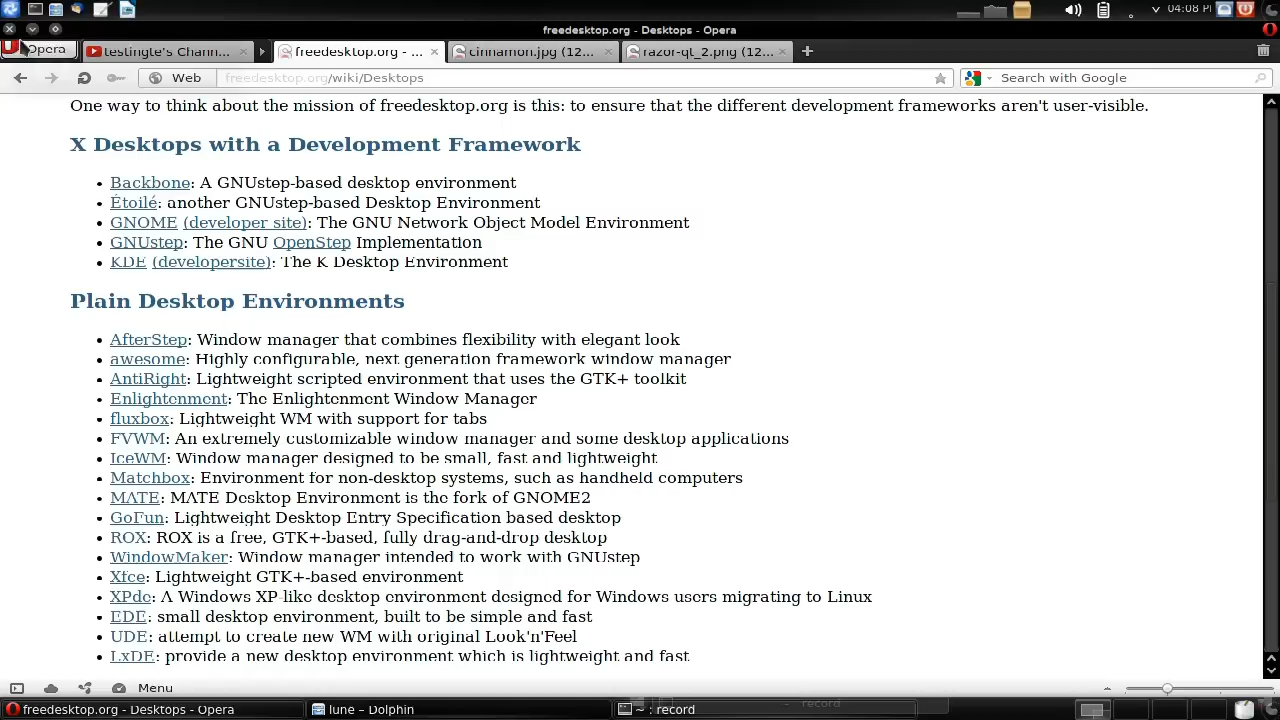 04:08 PM
freedesktop.org - Desktops - Opera
Opera
testingte's Chann...
freedesktop.org - ...
cinnamon.jpg (12...
razor-qt_2.png (12...
Web
freedesktop.org/wiki/Desktops
Search with Google
One way to think about the mission of freedesktop.org is this: to ensure that the different development frameworks aren't user-visible.
X Desktops with a Development Framework
• Backbone: A GNUstep-based desktop environment
• Étoilé: another GNUstep-based Desktop Environment
• GNOME (developer site): The GNU Network Object Model Environment
• GNUstep: The GNU OpenStep Implementation
• KDE (developersite): The K Desktop Environment
Plain Desktop Environments
• AfterStep: Window manager that combines flexibility with elegant look
• awesome: Highly configurable, next generation framework window manager
• AntiRight: Lightweight scripted environment that uses the GTK+ toolkit
• Enlightenment: The Enlightenment Window Manager
• fluxbox: Lightweight WM with support for tabs
• FVWM: An extremely customizable window manager and some desktop applications
• IceWM: Window manager designed to be small, fast and lightweight
• Matchbox: Environment for non-desktop systems, such as handheld computers
• MATE: MATE Desktop Environment is the fork of GNOME2
• GoFun: Lightweight Desktop Entry Specification based desktop
• ROX: ROX is a free, GTK+-based, fully drag-and-drop desktop
• WindowMaker: Window manager intended to work with GNUstep
• Xfce: Lightweight GTK+-based environment
• XPde: A Windows XP-like desktop environment designed for Windows users migrating to Linux
• EDE: small desktop environment, built to be simple and fast
• UDE: attempt to create new WM with original Look'n'Feel
• LxDE: provide a new desktop environment which is lightweight and fast
Menu
freedesktop.org - Desktops - Opera
lune – Dolphin
~ : record
- record